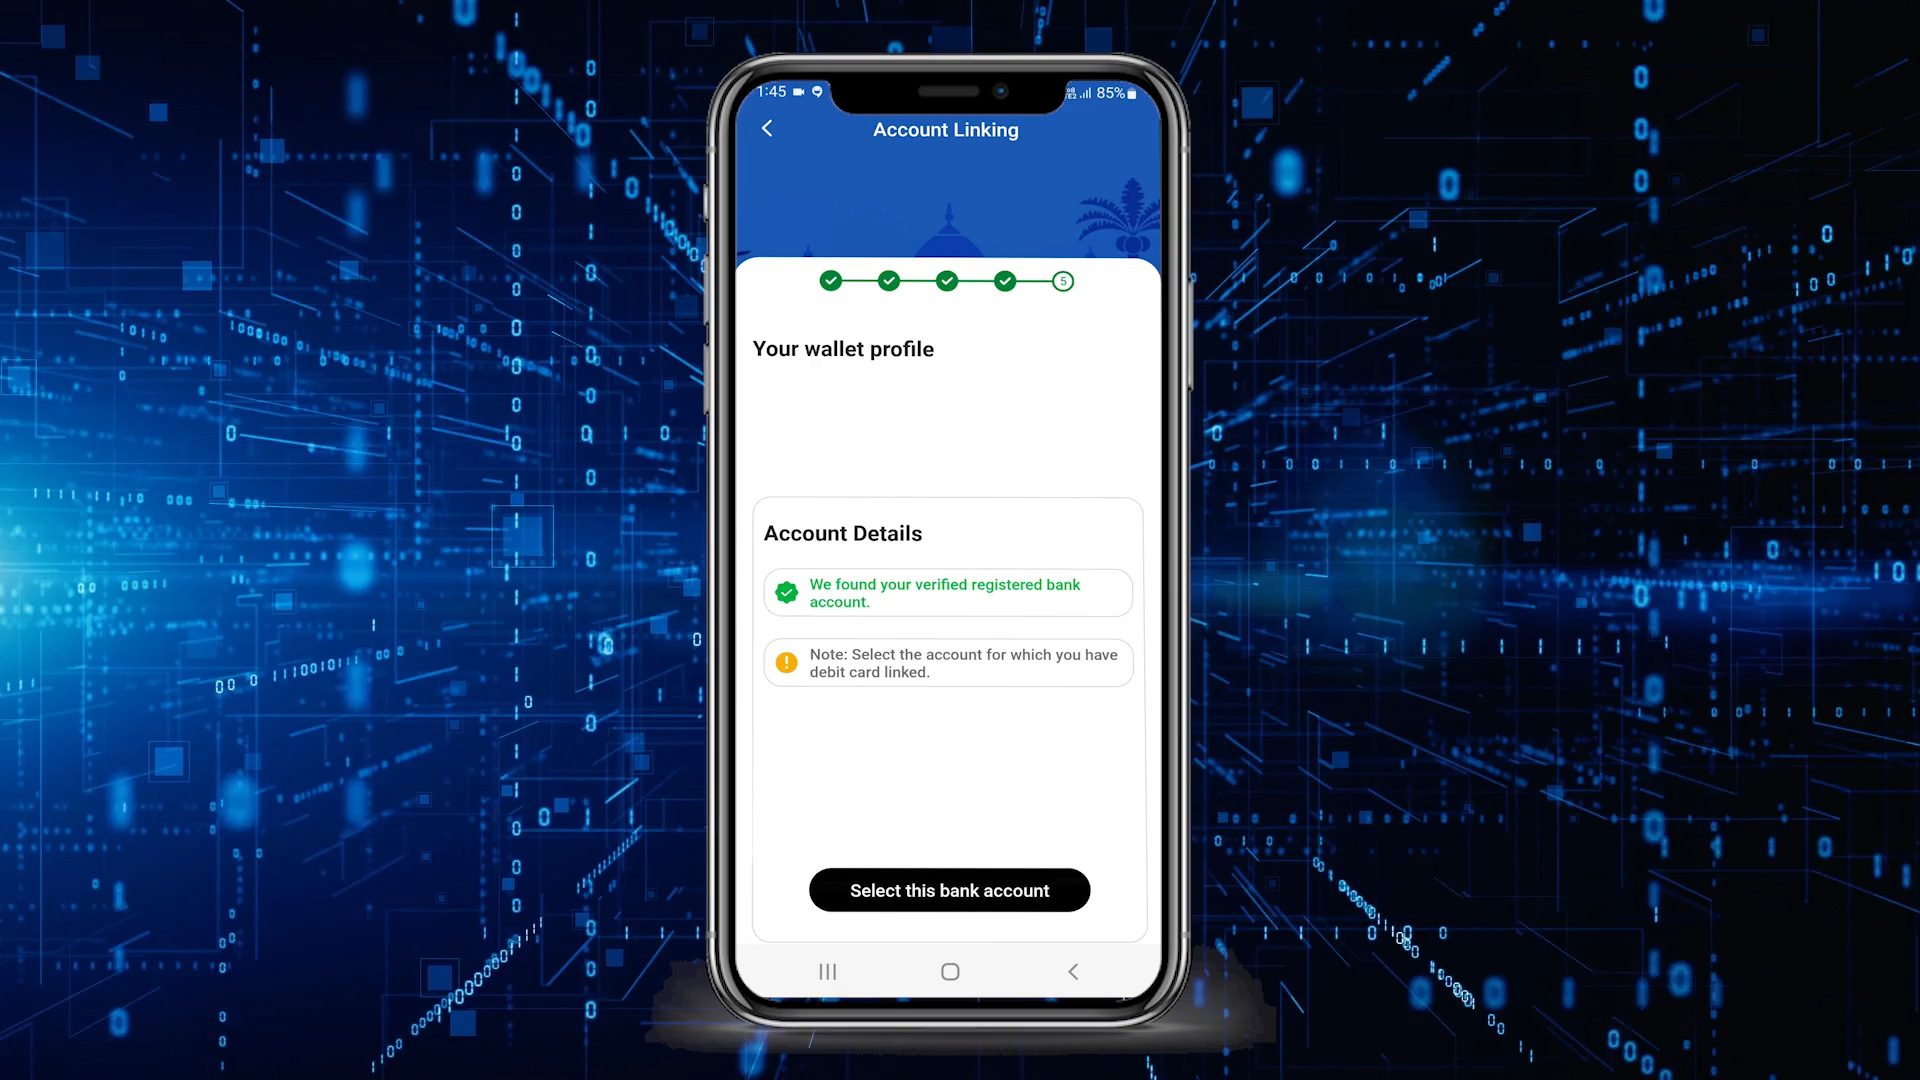 1:45
85%
Account Linking
5
Your wallet profile
Account Details
We found your verified registered bank
account.
Note: Select the account for which you have
debit card linked.
Select this bank account